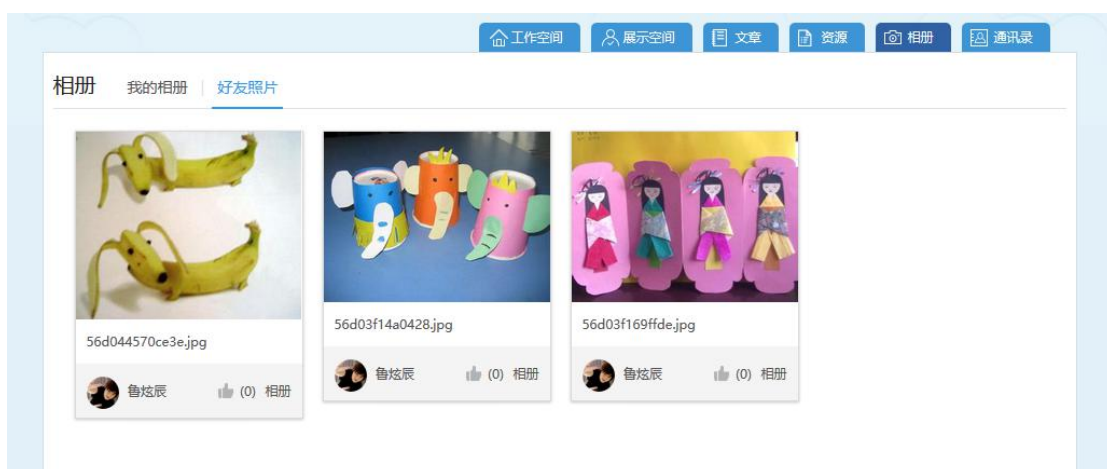 工作空间 展示空间 文章 资源 相册 通讯录
相册 我的相册 好友照片
56d044570ce3e.jpg
鲁炫辰 (0) 相册
56d03f14a0428.jpg
鲁炫辰 (0) 相册
56d03f169ffde.jpg
鲁炫辰 (0) 相册